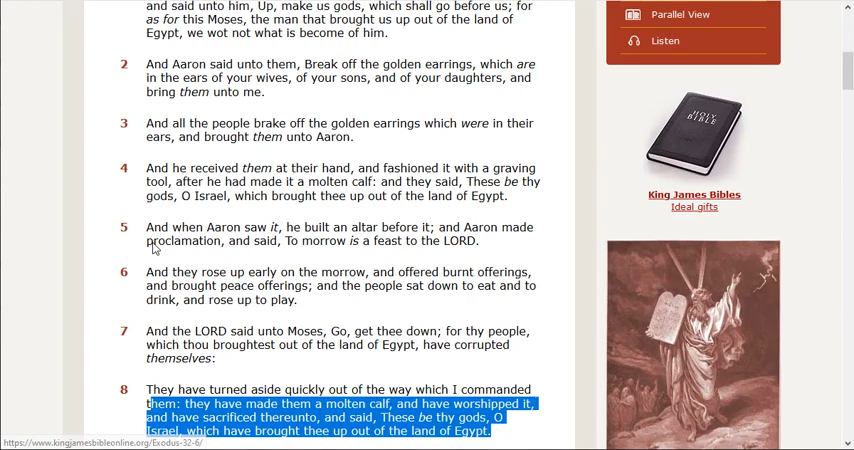 and said unto him, Up, make us gods, which shall go before us; for
as for this Moses, the man that brought us up out of the land of
Egypt, we wot not what is become of him.
2 And Aaron said unto them, Break off the golden earrings, which are
in the ears of your wives, of your sons, and of your daughters, and
bring them unto me.
3 And all the people brake off the golden earrings which were in their
ears, and brought them unto Aaron.
4 And he received them at their hand, and fashioned it with a graving
tool, after he had made it a molten calf: and they said, These be thy
gods, O Israel, which brought thee up out of the land of Egypt.
5 And when Aaron saw it, he built an altar before it; and Aaron made
proclamation, and said, To morrow is a feast to the LORD.
6 And they rose up early on the morrow, and offered burnt offerings,
and brought peace offerings; and the people sat down to eat and to
drink, and rose up to play.
7 And the LORD said unto Moses, Go, get thee down; for thy people,
which thou broughtest out of the land of Egypt, have corrupted
themselves:
8 They have turned aside quickly out of the way which I commanded
them: they have made them a molten calf, and have worshipped it,
and have sacrificed thereunto, and said, These be thy gods, O
Israel, which have brought thee up out of the land of Egypt.
https://www.kingjamesbibleonline.org/Exodus-32-6/
Parallel View
Listen
HOLY
BIBLE
King James Bibles
Ideal gifts